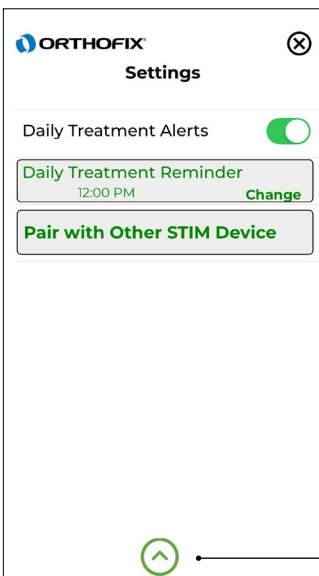 ORTHOFIX®
Settings
Daily Treatment Alerts
Daily Treatment Reminder
12:00 PM Change
Pair with Other STIM Device